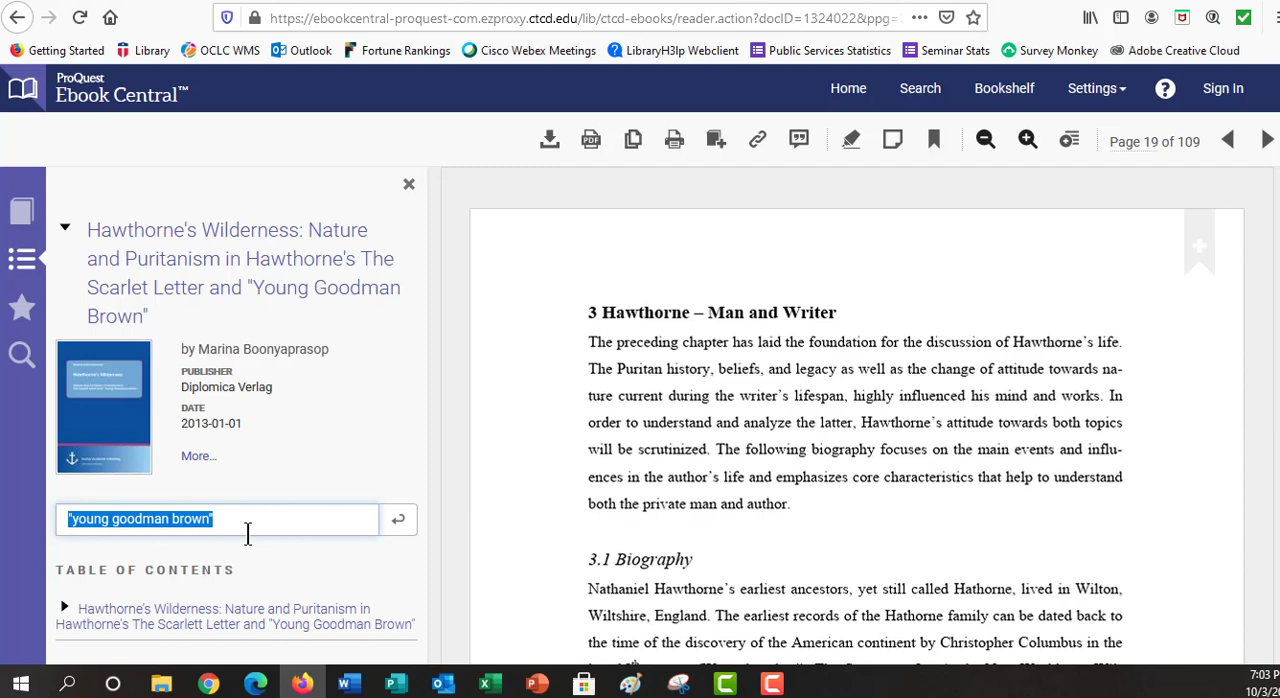 https://ebookcentral-proquest-com.ezproxy.ctcd.edu/lib/ctcd-ebooks/reader.action?docID=1324022&ppg=
Getting Started Library OCLC WMS Outlook Fortune Rankings Cisco Webex Meetings LibraryH3lp Webclient Public Services Statistics Seminar Stats Survey Monkey Adobe Creative Cloud
ProQuest
Ebook Central™
Home Search Bookshelf Settings ? Sign In
PDF
Page 19 of 109
Hawthorne's Wilderness: Nature
and Puritanism in Hawthorne's The
Scarlet Letter and "Young Goodman
Brown"
by Marina Boonyaprasop
PUBLISHER
Diplomica Verlag
DATE
2013-01-01
More...
"young goodman brown"
TABLE OF CONTENTS
Hawthorne's Wilderness: Nature and Puritanism in
Hawthorne's The Scarlett Letter and "Young Goodman Brown"
3 Hawthorne – Man and Writer
The preceding chapter has laid the foundation for the discussion of Hawthorne's life.
The Puritan history, beliefs, and legacy as well as the change of attitude towards na-
ture current during the writer's lifespan, highly influenced his mind and works. In
order to understand and analyze the latter, Hawthorne's attitude towards both topics
will be scrutinized. The following biography focuses on the main events and influ-
ences in the author's life and emphasizes core characteristics that help to understand
both the private man and author.
3.1 Biography
Nathaniel Hawthorne's earliest ancestors, yet still called Hathorne, lived in Wilton,
Wiltshire, England. The earliest records of the Hathorne family can be dated back to
the time of the discovery of the American continent by Christopher Columbus in the
7:03 P
10/3/2